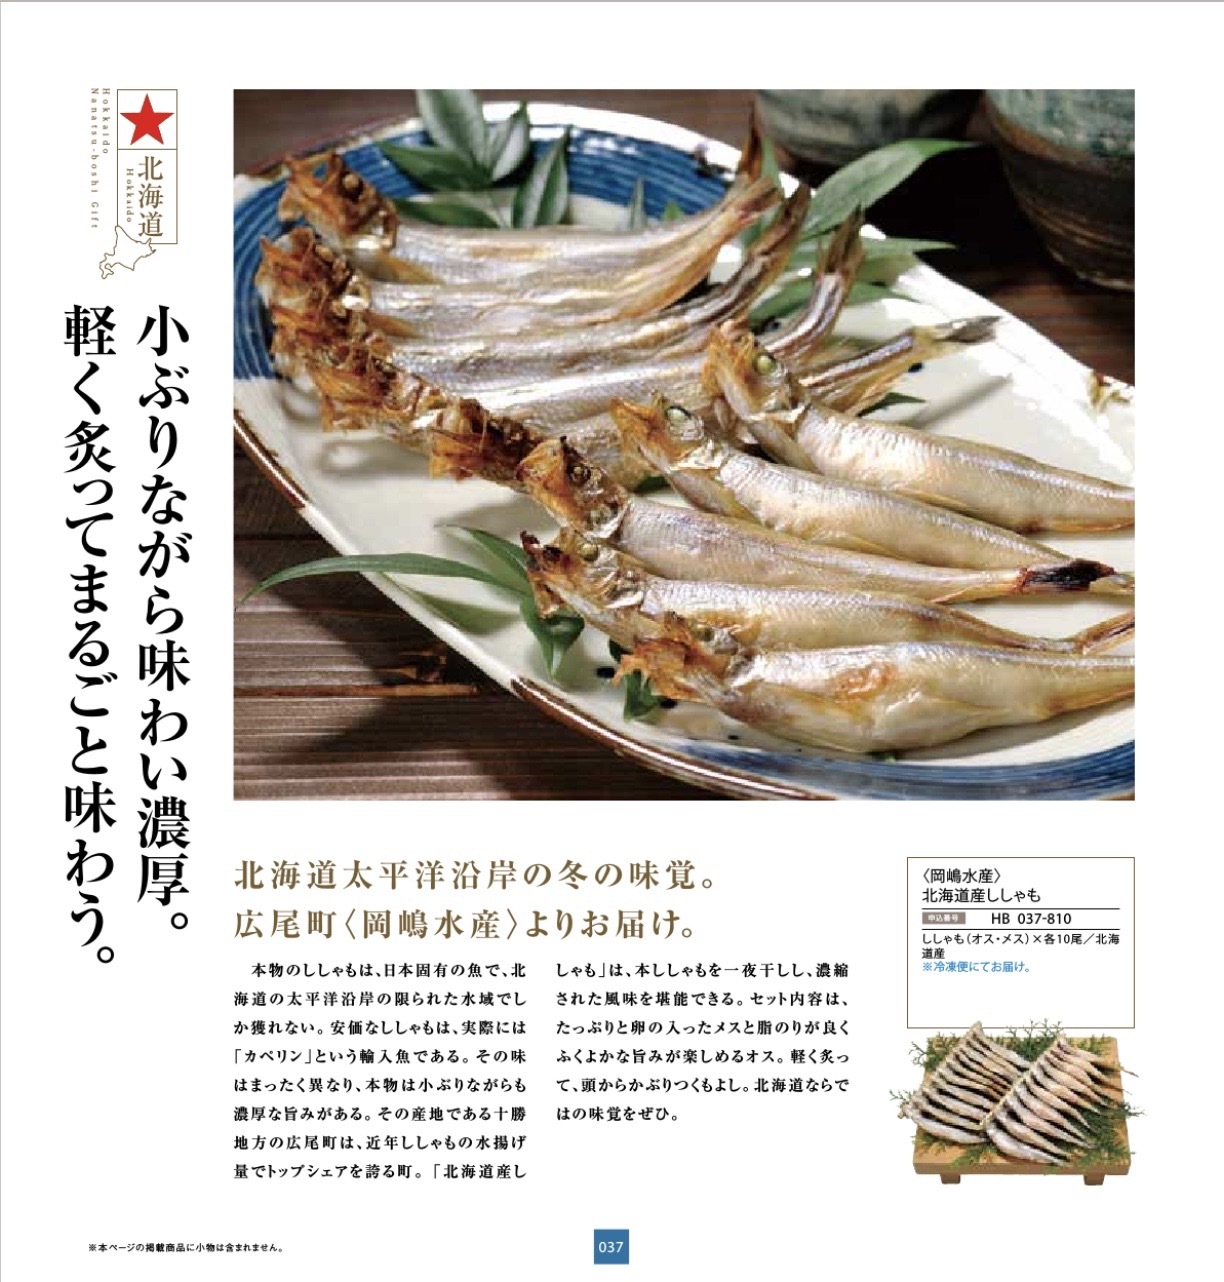 北海道
Hokkaido
Hokkaido
Nanatsu-boshi Gift
小ぶりながら味わい濃厚。
軽く炙ってまるごと味わう。
北海道太平洋沿岸の冬の味覚。
広尾町〈岡嶋水産〉よりお届け。
本物のししゃもは、日本固有の魚で、北
海道の太平洋沿岸の限られた水域でし
か獲れない。安価なししゃもは、実際には
「カペリン」という輸入魚である。その味
はまったく異なり、本物は小ぶりながらも
濃厚な旨みがある。その産地である十勝
地方の広尾町は、近年ししゃもの水揚げ
量でトップシェアを誇る町。「北海道産し
しゃも」は、本ししゃもを一夜干しし、濃縮
された風味を堪能できる。セット内容は、
たっぷりと卵の入ったメスと脂のりが良く
ふくよかな旨みが楽しめるオス。軽く炙っ
て、頭からかぶりつくもよし。北海道ならで
はの味覚をぜひ。
〈岡嶋水産〉
北海道産ししゃも
申込番号 HB 037-810
ししゃも（オス・メス）×各10尾／北海
道産
※冷凍便にてお届け。
※本ページの掲載商品に小物は含まれません。
037